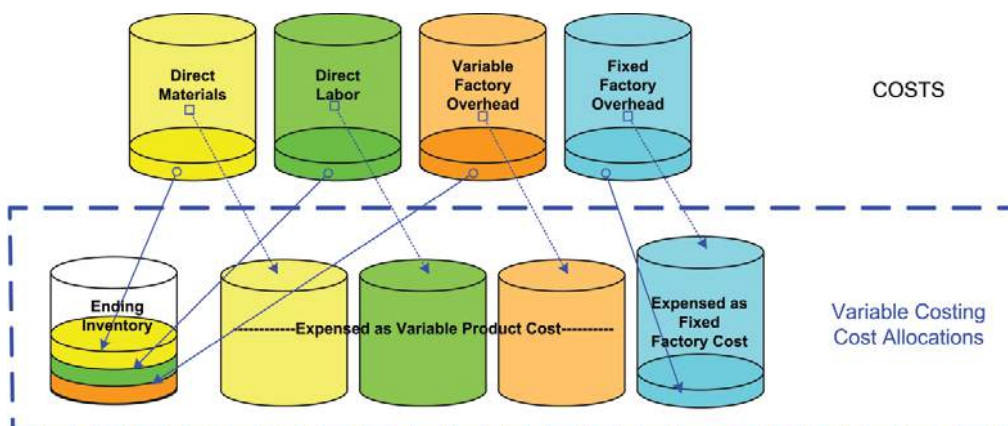 Direct
Materials
Direct
Labor
Variable
Factory
Overhead
Fixed
Factory
Overhead
COSTS
Ending
Inventory
------------Expensed as Variable Product Cost----------
Expensed as
Fixed
Factory Cost
Variable Costing
Cost Allocations